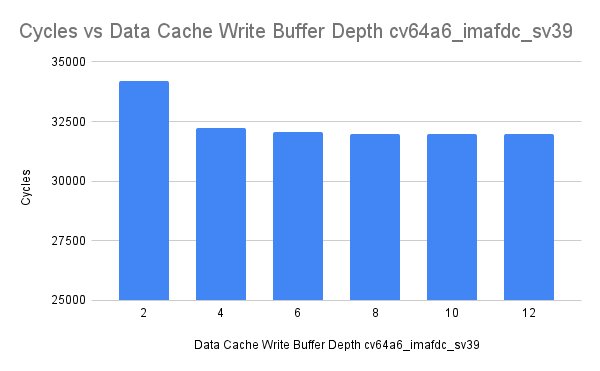 Cycles vs Data Cache Write Buffer Depth cv64a6_imafdc_sv39
35000
32500
30000
27500
25000
Cycles
2 4 6 8 10 12
Data Cache Write Buffer Depth cv64a6_imafdc_sv39